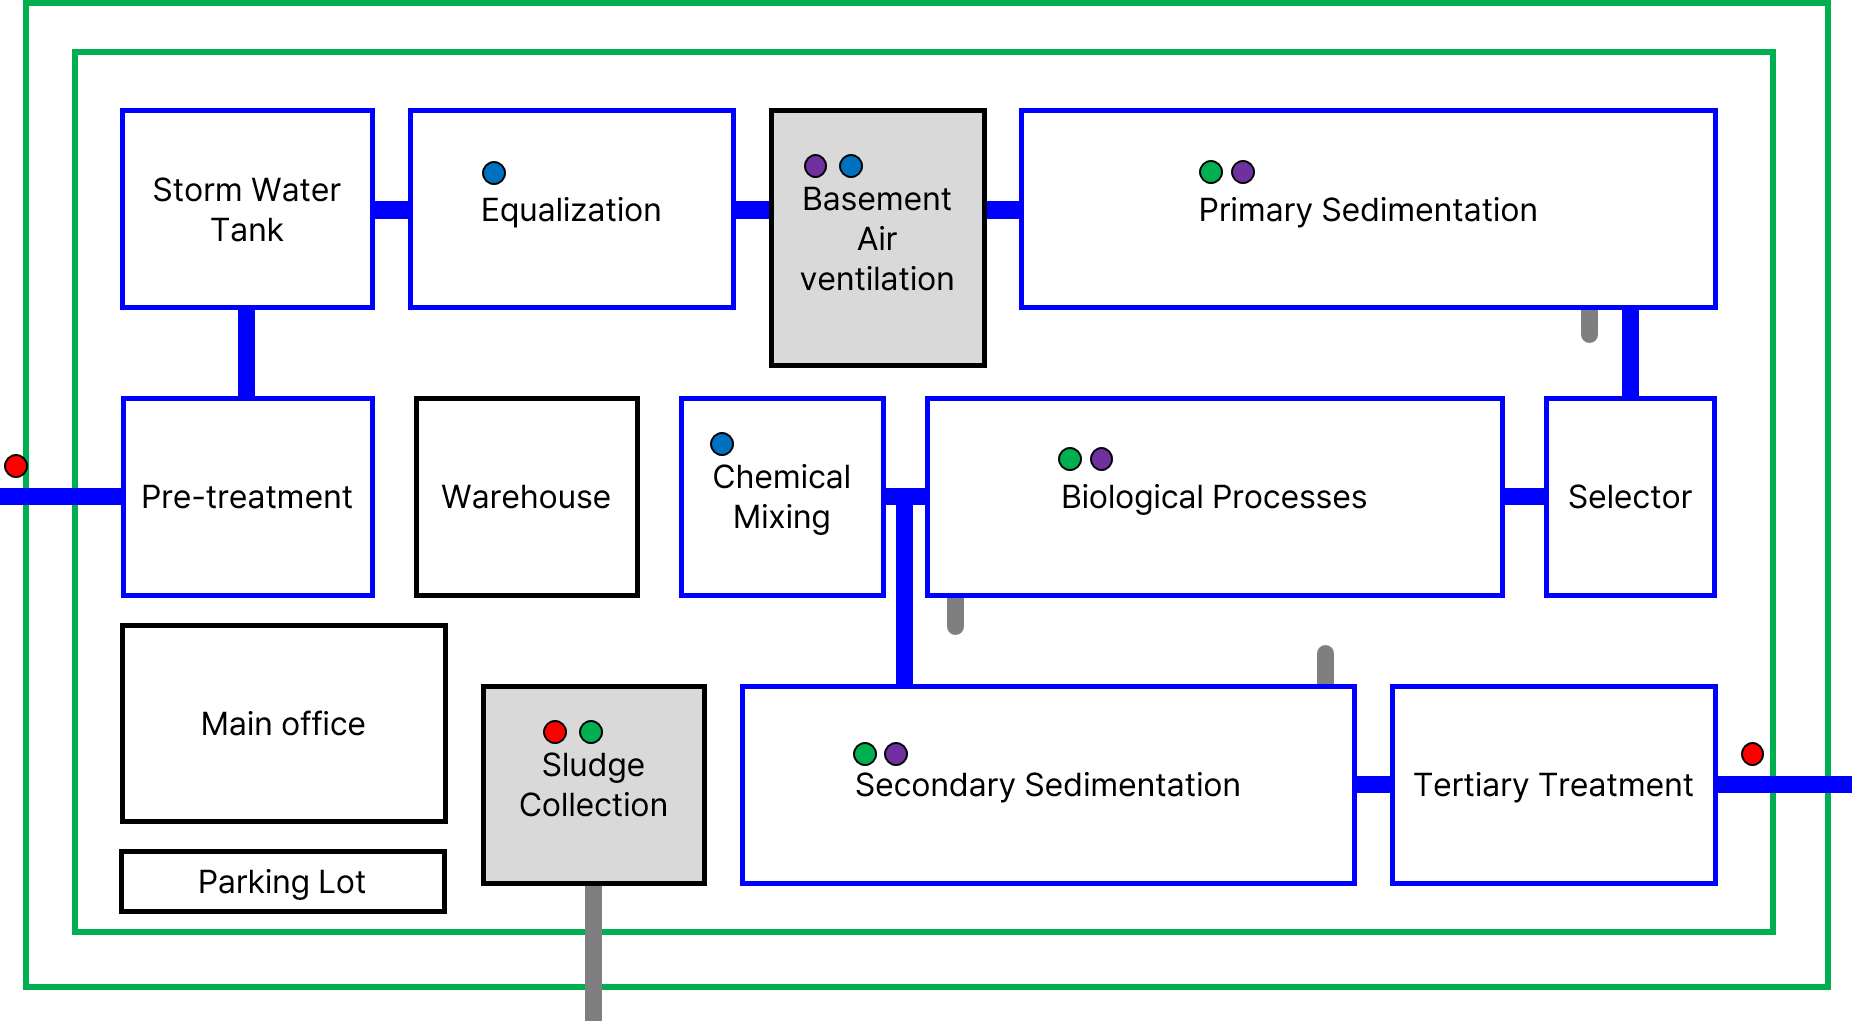 Storm Water
Tank
Equalization
Basement
Air
ventilation
Primary Sedimentation
Pre-treatment
Warehouse
Chemical
Mixing
Biological Processes
Selector
Main office
Sludge
Collection
Secondary Sedimentation
Tertiary Treatment
Parking Lot